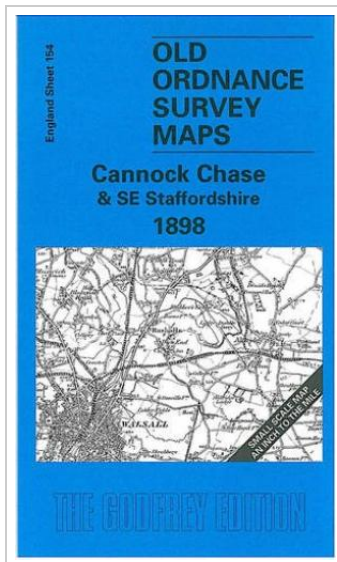 England Sheet 154
OLD
ORDNANCE
SURVEY
MAPS
Cannock Chase
& SE Staffordshire
1898
Rushall
WALSALL
SMALL SCALE MAP
AN INCH TO THE MILE
THE GODFREY EDITION